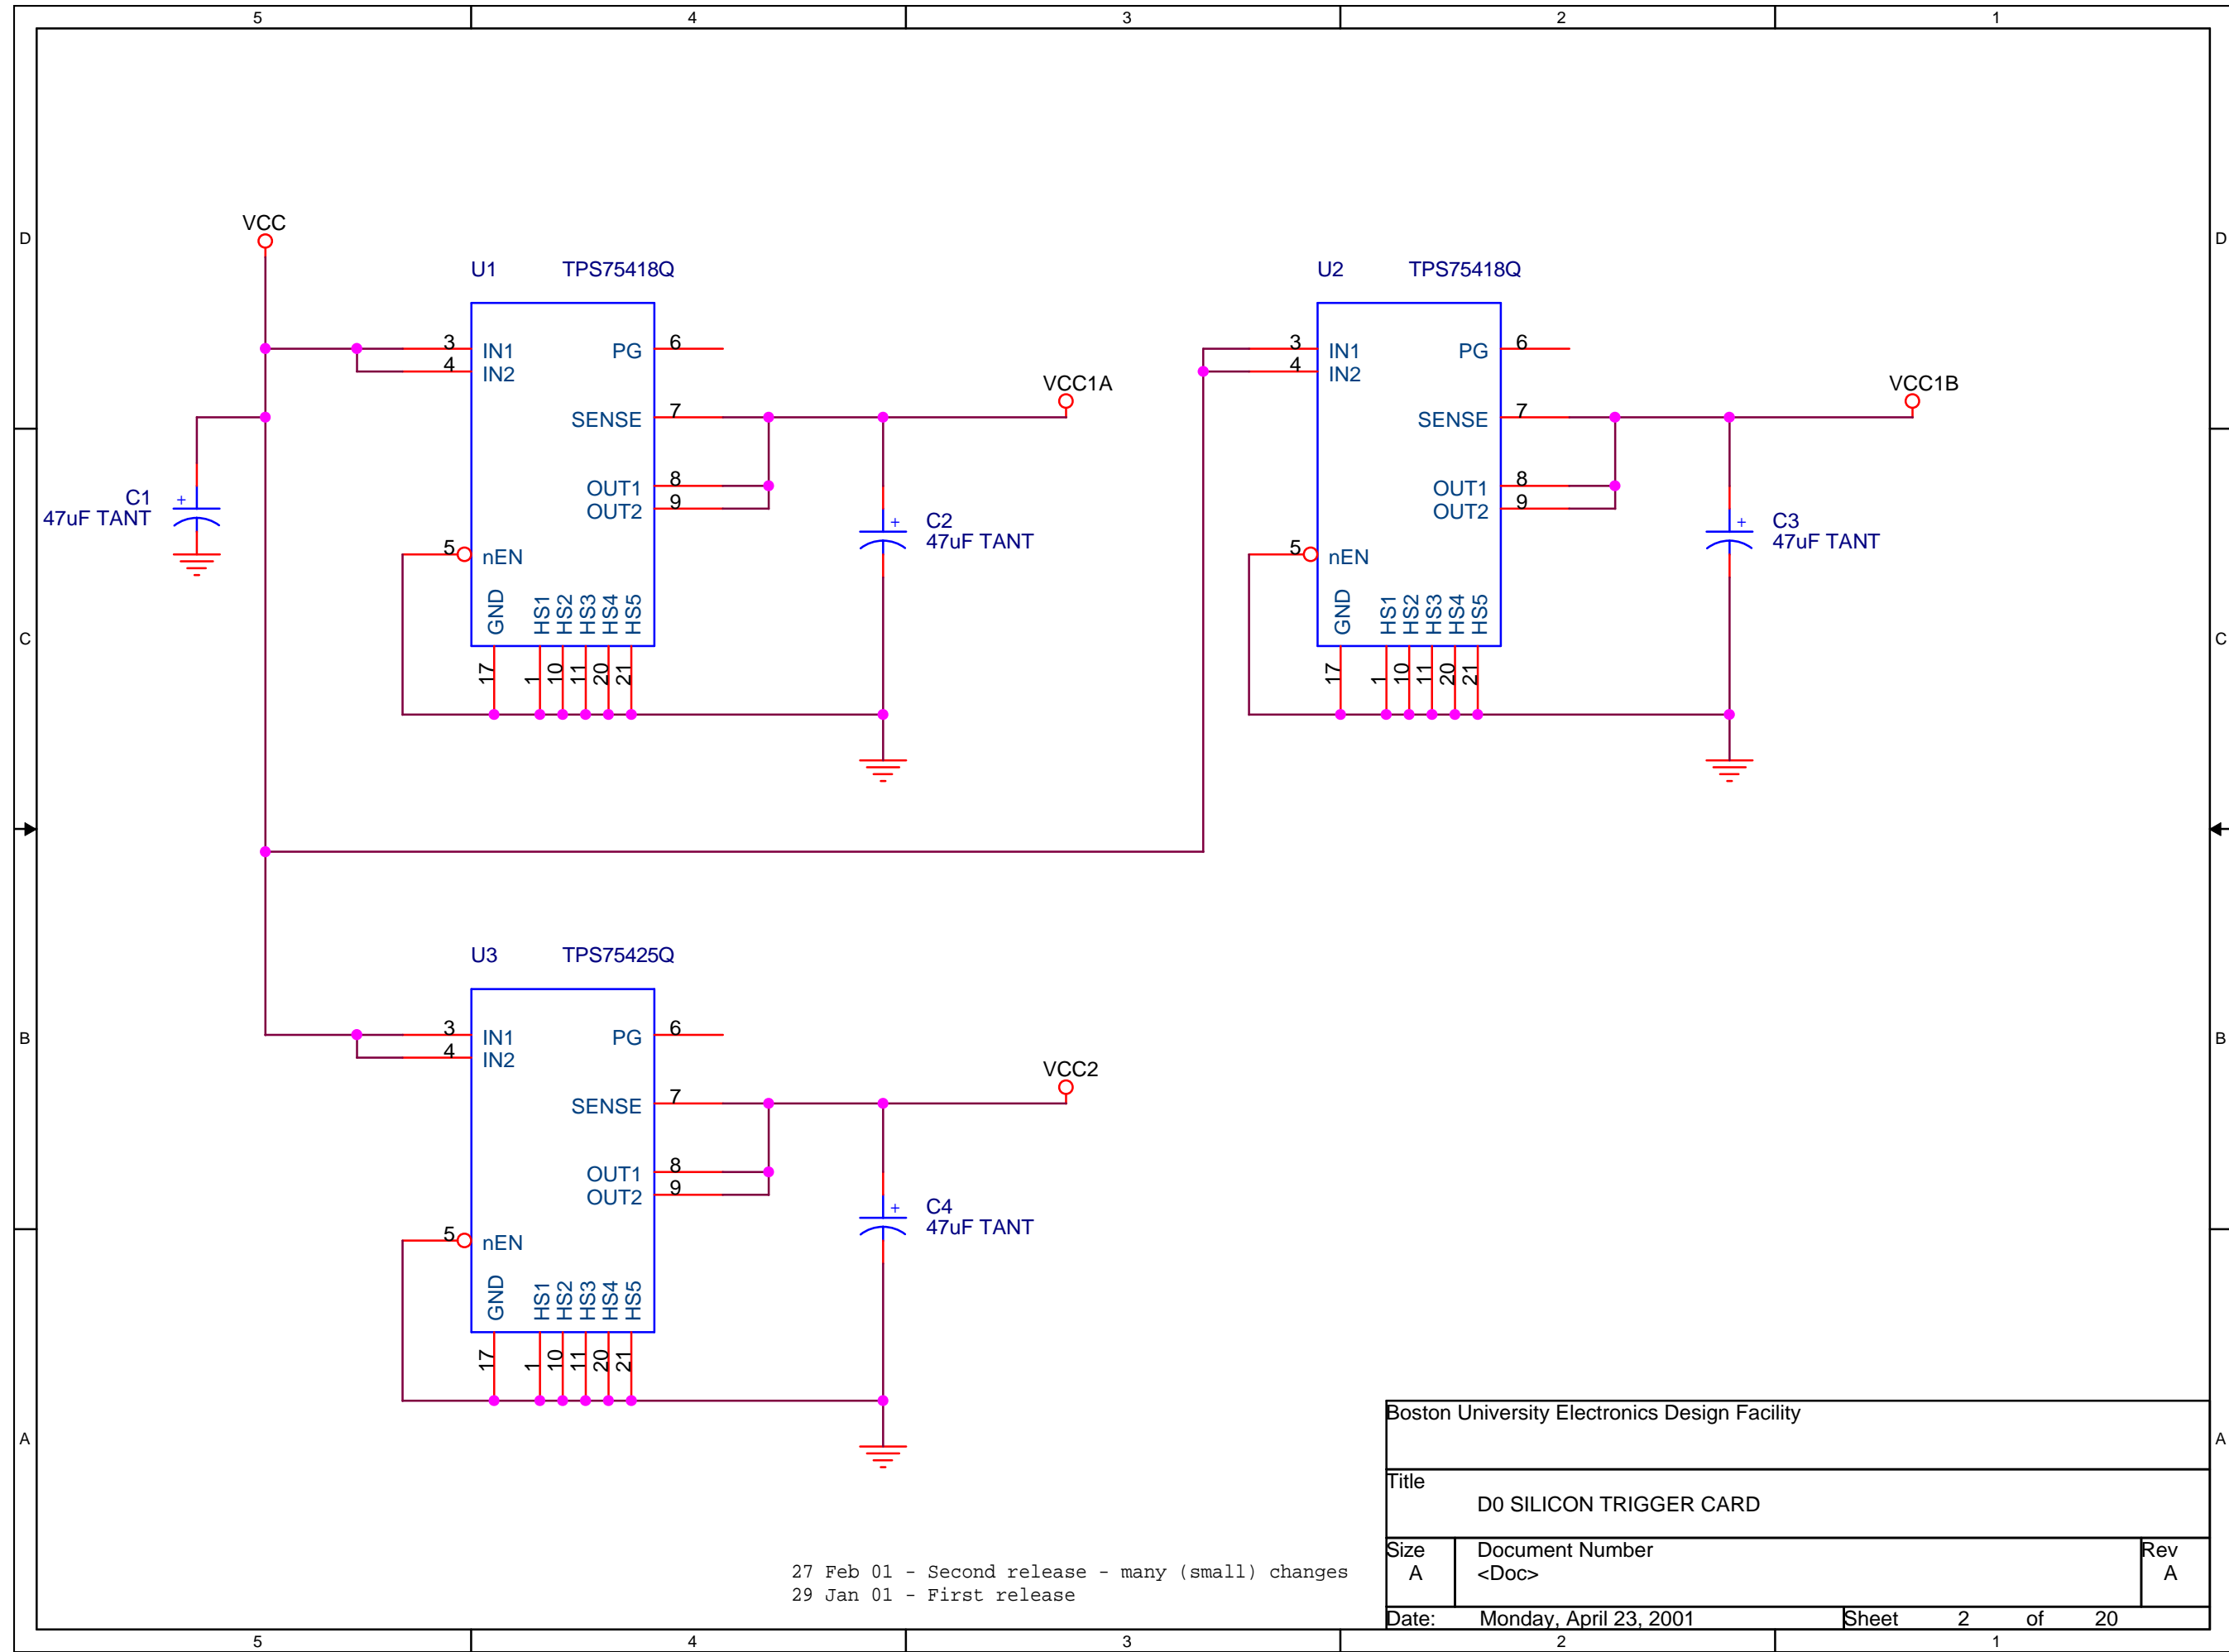 5 4 3 2 1
D D
VCC
U1 TPS75418Q
3 IN1 PG 6
4 IN2
VCC1A
SENSE 7
OUT1 8
OUT2 9
C1
47uF TANT
+
+
C2
47uF TANT
5 nEN
GND HS1 HS2 HS3 HS4 HS5
17 1 10 11 20 21
U2 TPS75418Q
3 IN1 PG 6
4 IN2
VCC1B
SENSE 7
OUT1 8
OUT2 9
+
C3
47uF TANT
5 nEN
GND HS1 HS2 HS3 HS4 HS5
17 1 10 11 20 21
C C
U3 TPS75425Q
3 IN1 PG 6
4 IN2
VCC2
SENSE 7
OUT1 8
OUT2 9
+
C4
47uF TANT
5 nEN
GND HS1 HS2 HS3 HS4 HS5
17 1 10 11 20 21
B B
A A
27 Feb 01 - Second release - many (small) changes
29 Jan 01 - First release
Boston University Electronics Design Facility
Title
D0 SILICON TRIGGER CARD
Size Document Number Rev
A <Doc> A
Date: Monday, April 23, 2001 Sheet 2 of 20
5 4 3 2 1